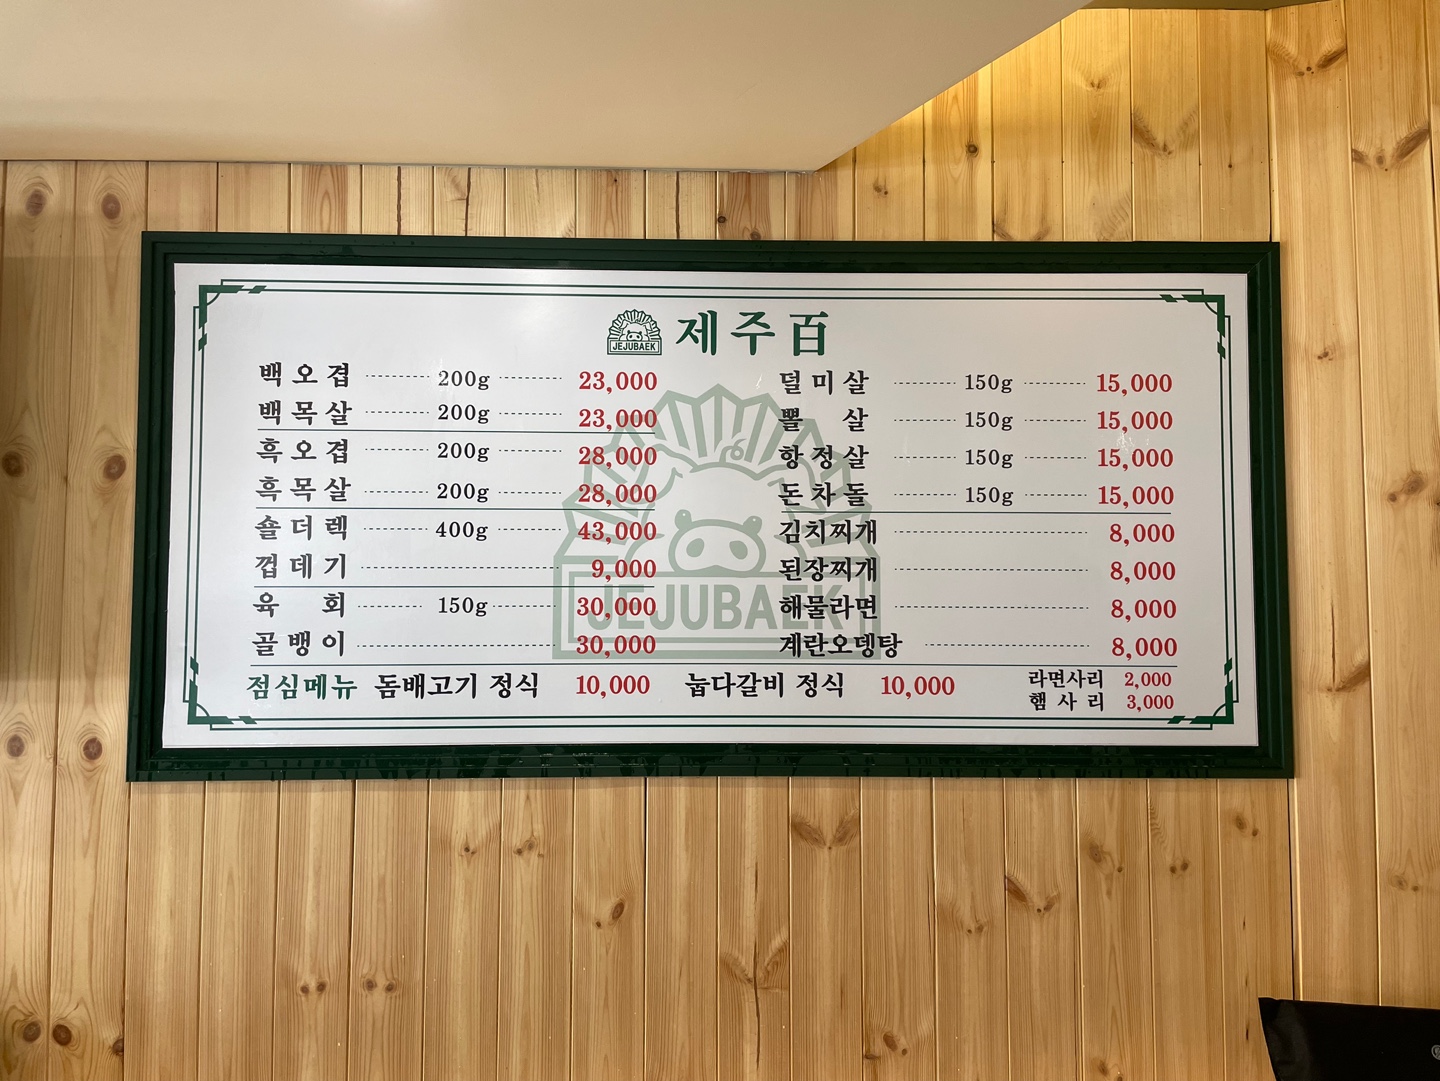 JEJUBAEK 제주百
백오겹 200g 23,000
백목살 200g 23,000
흑오겹 200g 28,000
흑목살 200g 28,000
숄더렉 400g 43,000
껍데기 9,000
육회 150g 30,000
골뱅이 30,000
덜미살 150g 15,000
뽈살 150g 15,000
항정살 150g 15,000
돈차돌 150g 15,000
김치찌개 8,000
된장찌개 8,000
해물라면 8,000
계란오뎅탕 8,000
JEJUBAEK
점심메뉴 돔배고기 정식 10,000 눕다갈비 정식 10,000
라면사리 2,000
햄사리 3,000